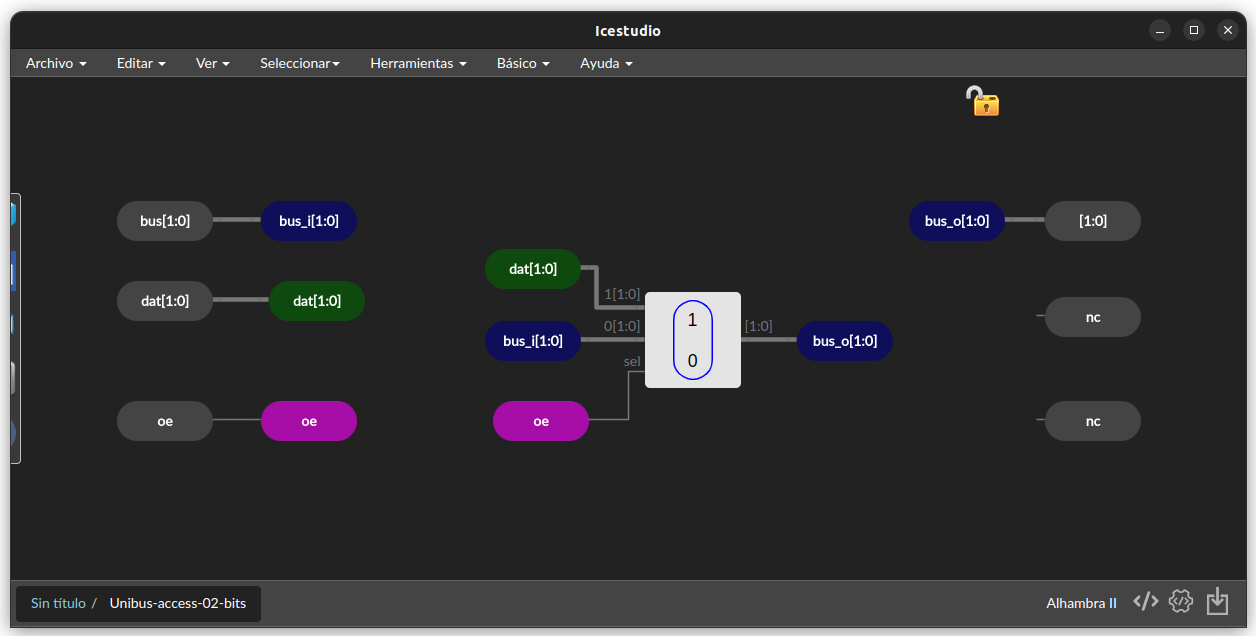 Icestudio
Archivo Editar Ver Seleccionar Herramientas Básico Ayuda
bus[1:0] bus_i[1:0] bus_o[1:0] [1:0]
dat[1:0]
dat[1:0] dat[1:0] 1[1:0]
1
nc
0[1:0] [1:0]
bus_i[1:0] bus_o[1:0]
sel 0
oe oe oe nc
Sin título / Unibus-access-02-bits Alhambra II </>